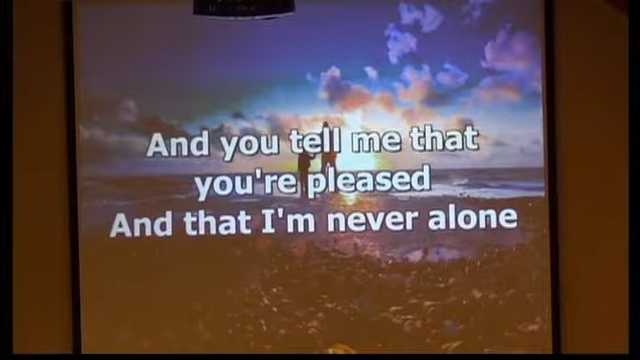 And you tell me that
you're pleased
And that I'm never alone